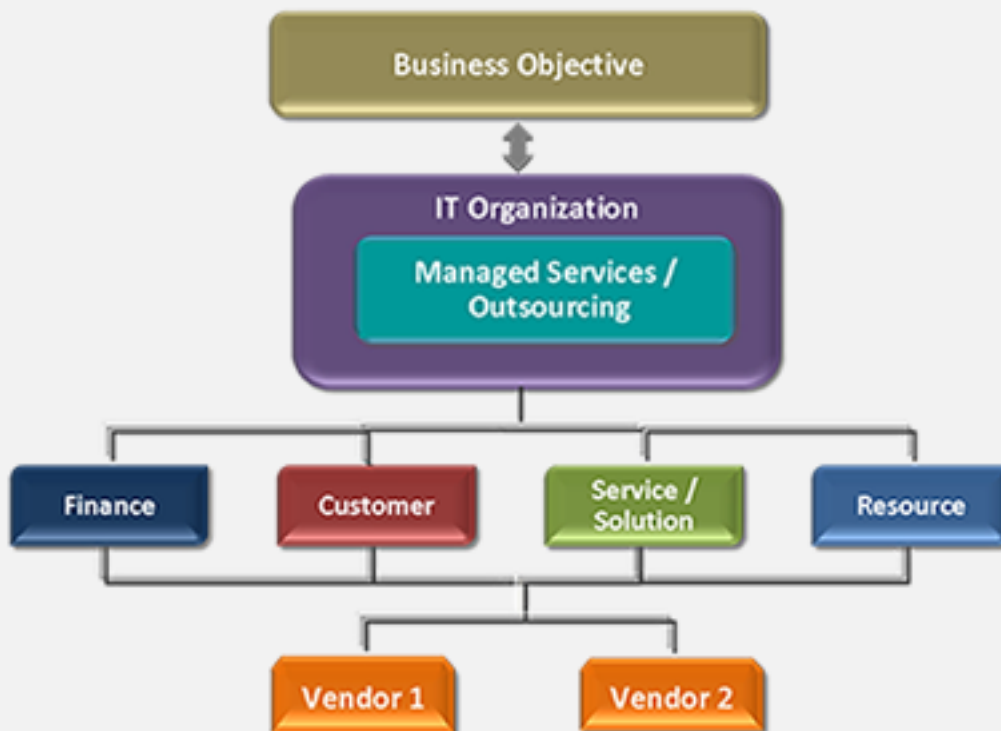 Business Objective
IT Organization
Managed Services /
Outsourcing
Finance
Customer
Service /
Solution
Resource
Vendor 1
Vendor 2